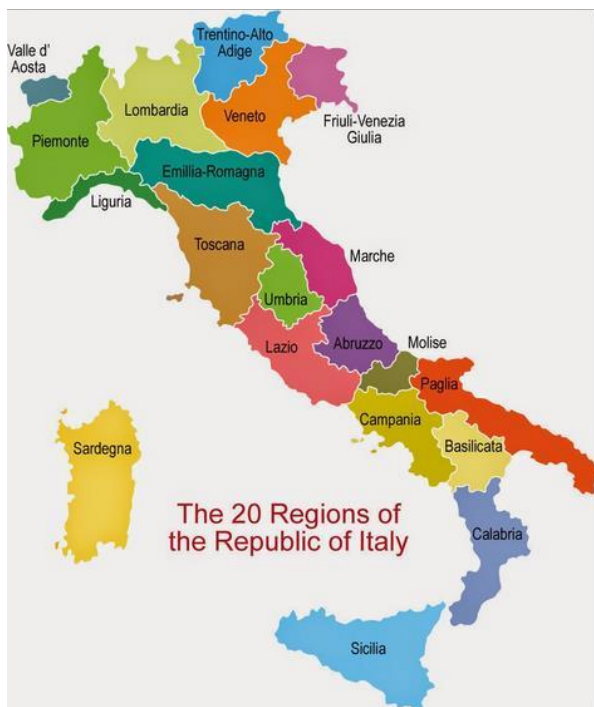 Trentino-Alto
Adige
Valle d'
Aosta
Lombardia
Veneto
Friuli-Venezia
Giulia
Piemonte
Emillia-Romagna
Liguria
Toscana
Marche
Umbria
Lazio
Abruzzo
Molise
Paglia
Campania
Basilicata
Sardegna
The 20 Regions of
the Republic of Italy
Calabria
Sicilia